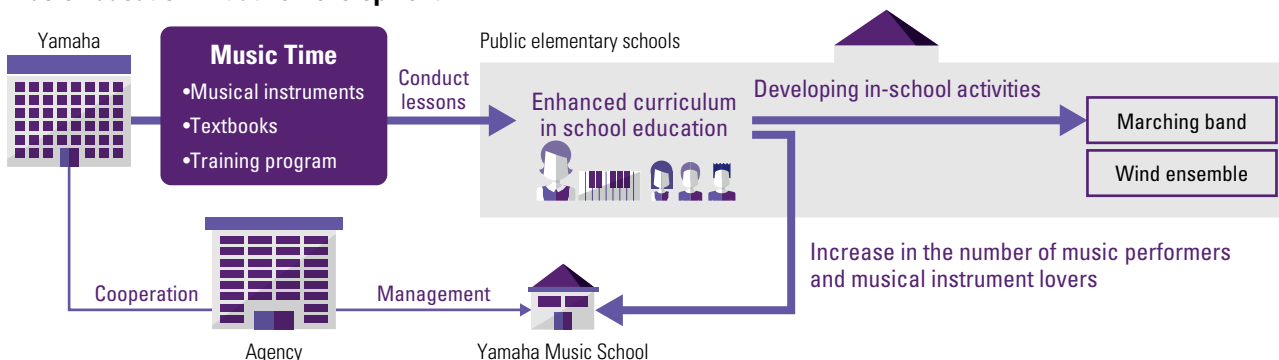 Yamaha
Music Time
•Musical instruments
•Textbooks
•Training program
Conduct
lessons
Public elementary schools
Enhanced curriculum
in school education
Developing in-school activities
Marching band
Wind ensemble
Increase in the number of music performers
and musical instrument lovers
Cooperation
Management
Agency
Yamaha Music School